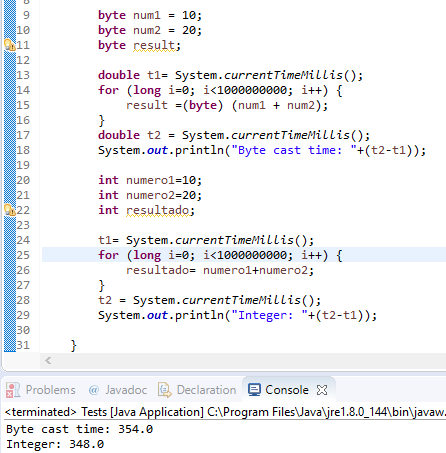 8
9 byte num1 = 10;
10 byte num2 = 20;
11 byte result;
12
13 double t1= System.currentTimeMillis();
14 for (long i=0; i<1000000000; i++) {
15 result =(byte) (num1 + num2);
16 }
17 double t2 = System.currentTimeMillis();
18 System.out.println("Byte cast time: "+(t2-t1));
19
20 int numero1=10;
21 int numero2=20;
22 int resultado;
23
24 t1= System.currentTimeMillis();
25 for (long i=0; i<1000000000; i++) {
26 resultado= numero1+numero2;
27 }
28 t2 = System.currentTimeMillis();
29 System.out.println("Integer: "+(t2-t1));
30
31 }
Problems @ Javadoc Declaration Console
<terminated> Tests [Java Application] C:\Program Files\Java\jre1.8.0_144\bin\javaw.
Byte cast time: 354.0
Integer: 348.0